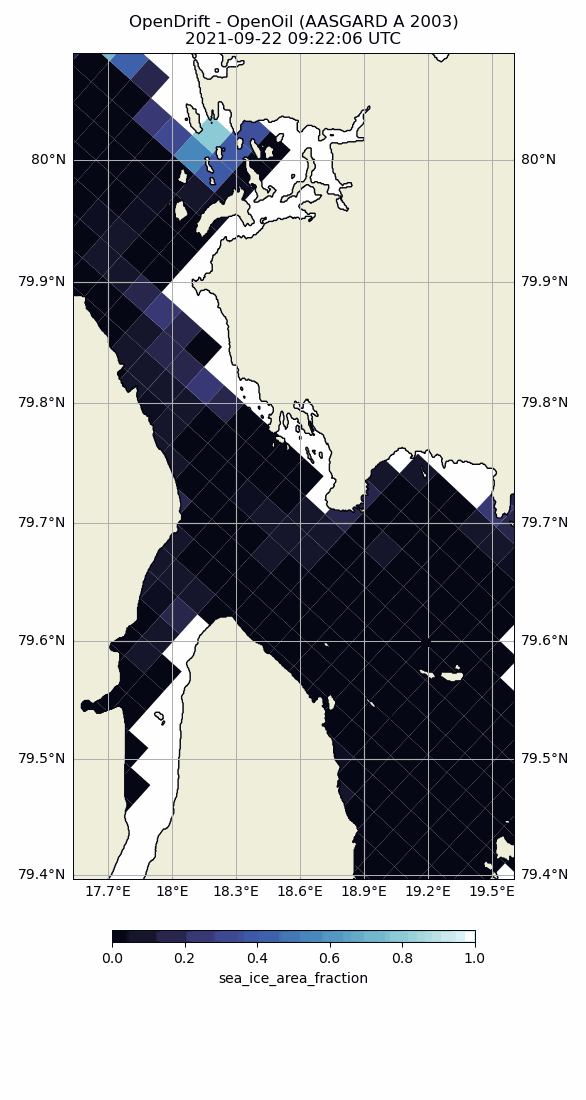 OpenDrift - OpenOil (AASGARD A 2003)
2021-09-22 09:22:06 UTC
80°N 80°N
79.9°N 79.9°N
79.8°N 79.8°N
79.7°N 79.7°N
79.6°N 79.6°N
79.5°N 79.5°N
79.4°N 79.4°N
17.7°E 18°E 18.3°E 18.6°E 18.9°E 19.2°E 19.5°E
0.0 0.2 0.4 0.6 0.8 1.0
sea_ice_area_fraction